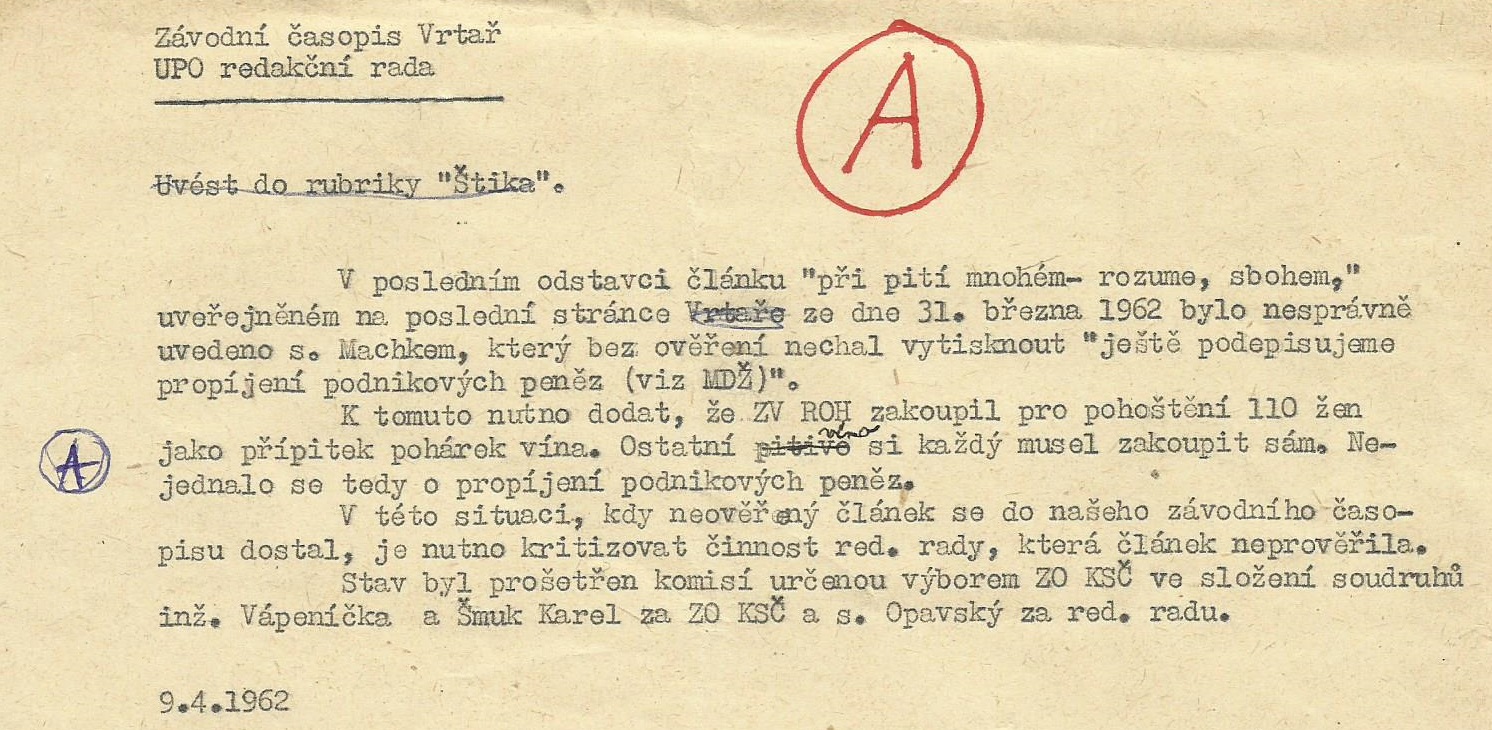 Závodní časopis Vrtař
UPO redakční rada
A
Uvést do rubriky "Štika".
V posledním odstavci článku "při pití mnohém- rozume, sbohem,"
uveřejněném na poslední stránce Vrtaře ze dne 31. března 1962 bylo nesprávně
uvedeno s. Machkem, který bez ověření nechal vytisknout "ještě podepisujeme
propíjení podnikových peněz (viz MDŽ)".
K tomuto nutno dodat, že ZV ROH zakoupil pro pohoštění 110 žen
víno
A jako přípitek pohárek vína. Ostatní pitivo si každý musel zakoupit sám. Ne-
jednalo se tedy o propíjení podnikových peněz.
V této situaci, kdy neověřený článek se do našeho závodního časo-
pisu dostal, je nutno kritizovat činnost red. rady, která článek neprověřila.
Stav byl prošetřen komisí určenou výborem ZO KSČ ve složení soudruhů
inž. Vápeníčka a Šmuk Karel za ZO KSČ a s. Opavský za red. radu.
9.4.1962